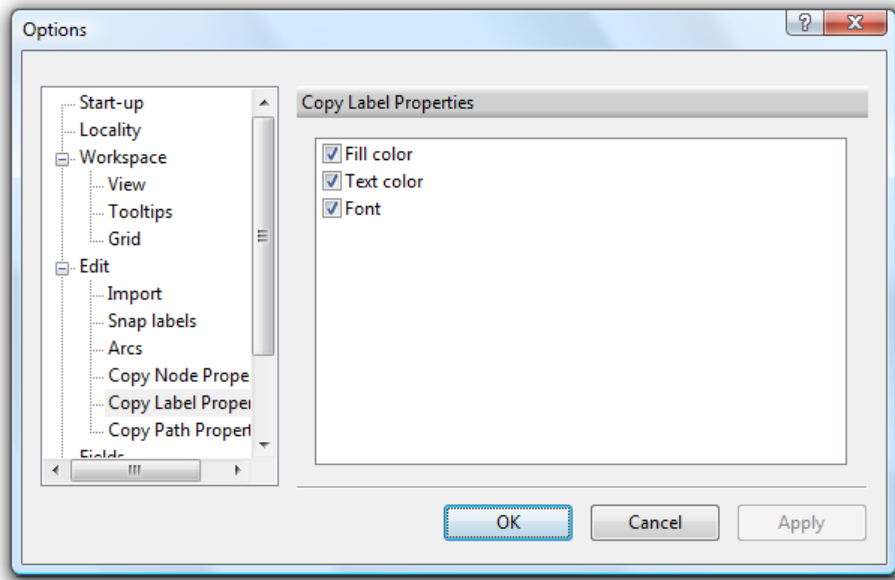 Options
Start-up
Locality
Workspace
View
Tooltips
Grid
Edit
Import
Snap labels
Arcs
Copy Node Prope
Copy Label Proper
Copy Path Propert
Fields
Copy Label Properties
Fill color
Text color
Font
OK
Cancel
Apply